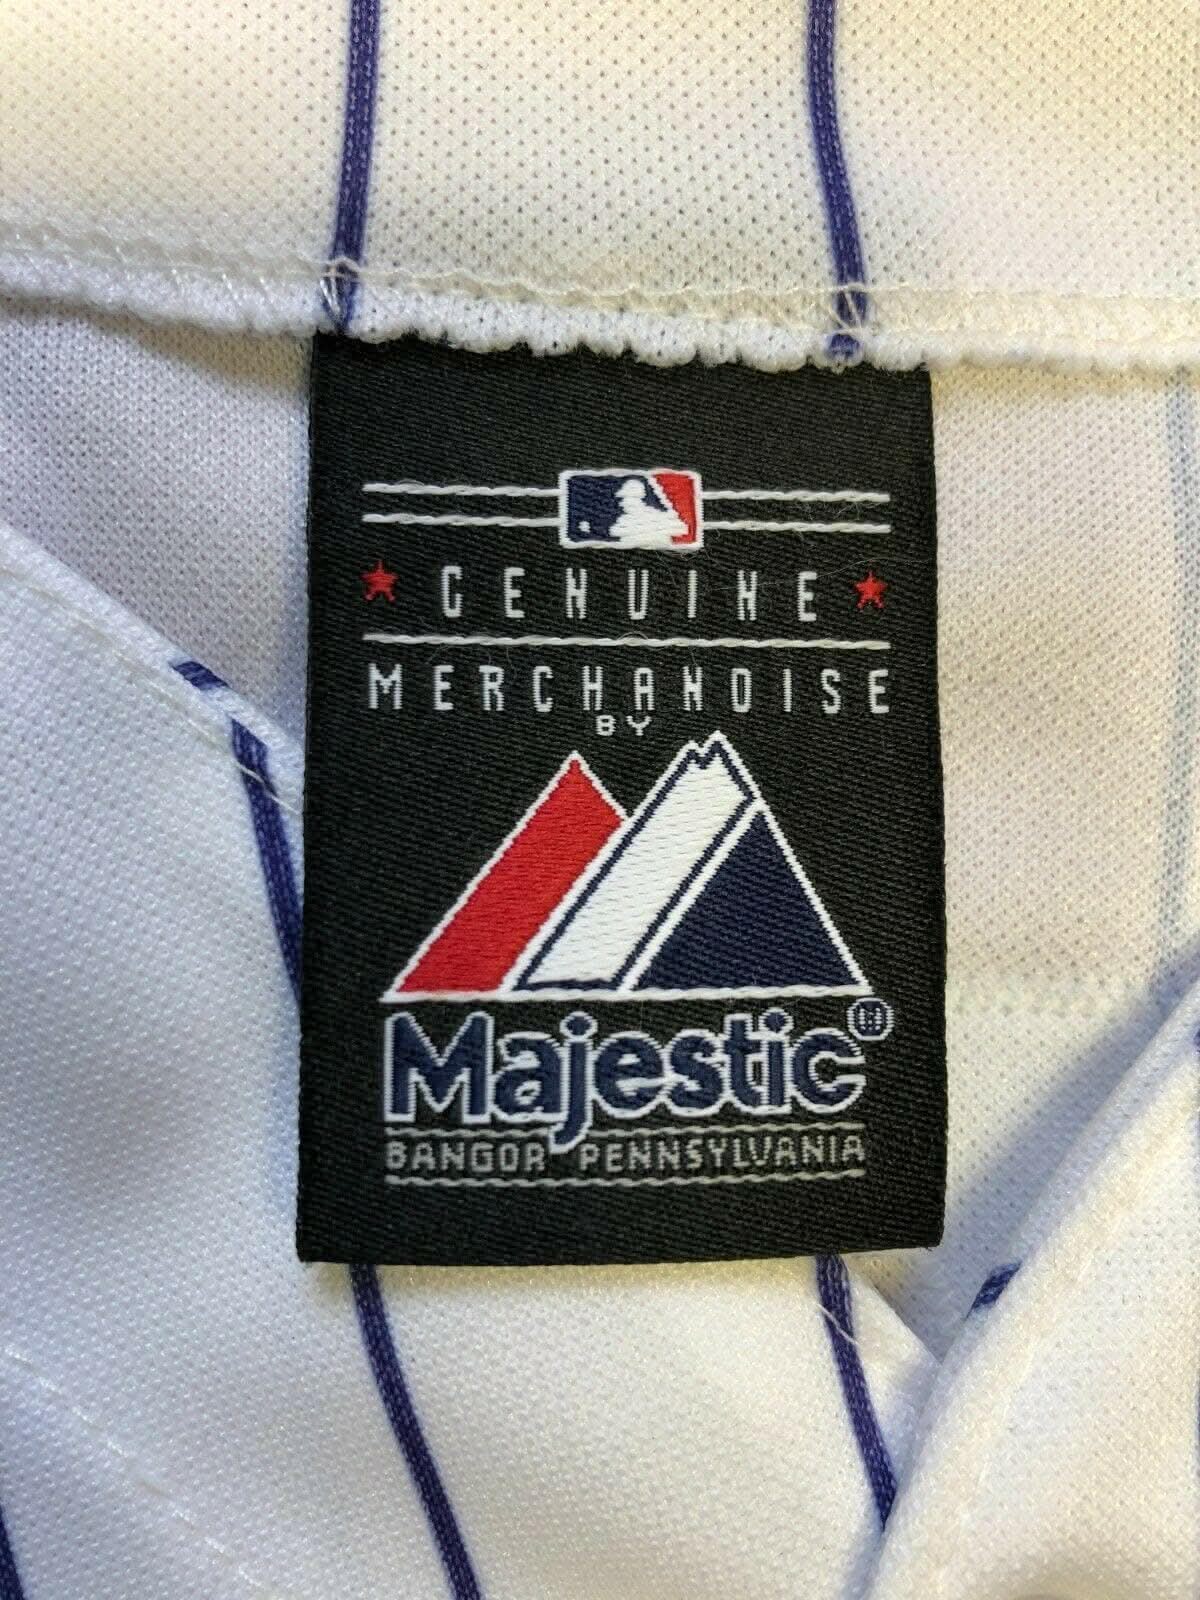 GENUINE
MERCHANDISE
BY
Majestic®
BANGOR PENNSYLVANIA